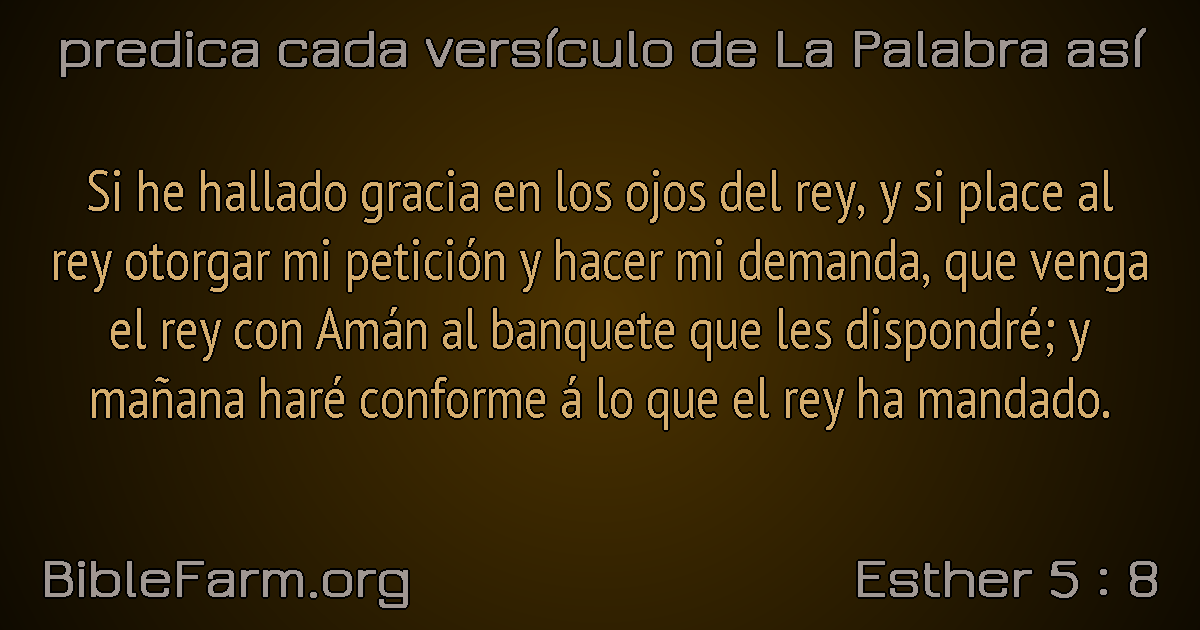 predica cada versículo de La Palabra así
Si he hallado gracia en los ojos del rey, y si place al
rey otorgar mi petición y hacer mi demanda, que venga
el rey con Amán al banquete que les dispondré; y
mañana haré conforme á lo que el rey ha mandado.
BibleFarm.org
Esther 5 : 8